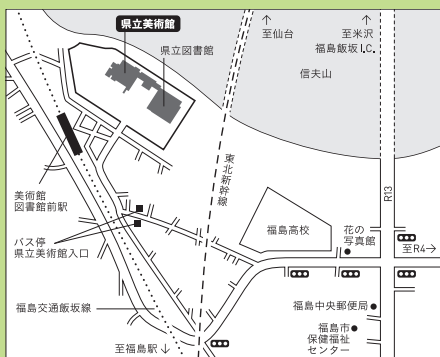 県立美術館
県立図書館
至仙台
至米沢
福島飯坂I.C.
信夫山
東北新幹線
R13
美術館
図書館前駅
福島高校
花の
写真館
至R4→
バス停
県立美術館入口
福島交通飯坂線
福島中央郵便局
福島市
保健福祉
センター
至福島駅↓